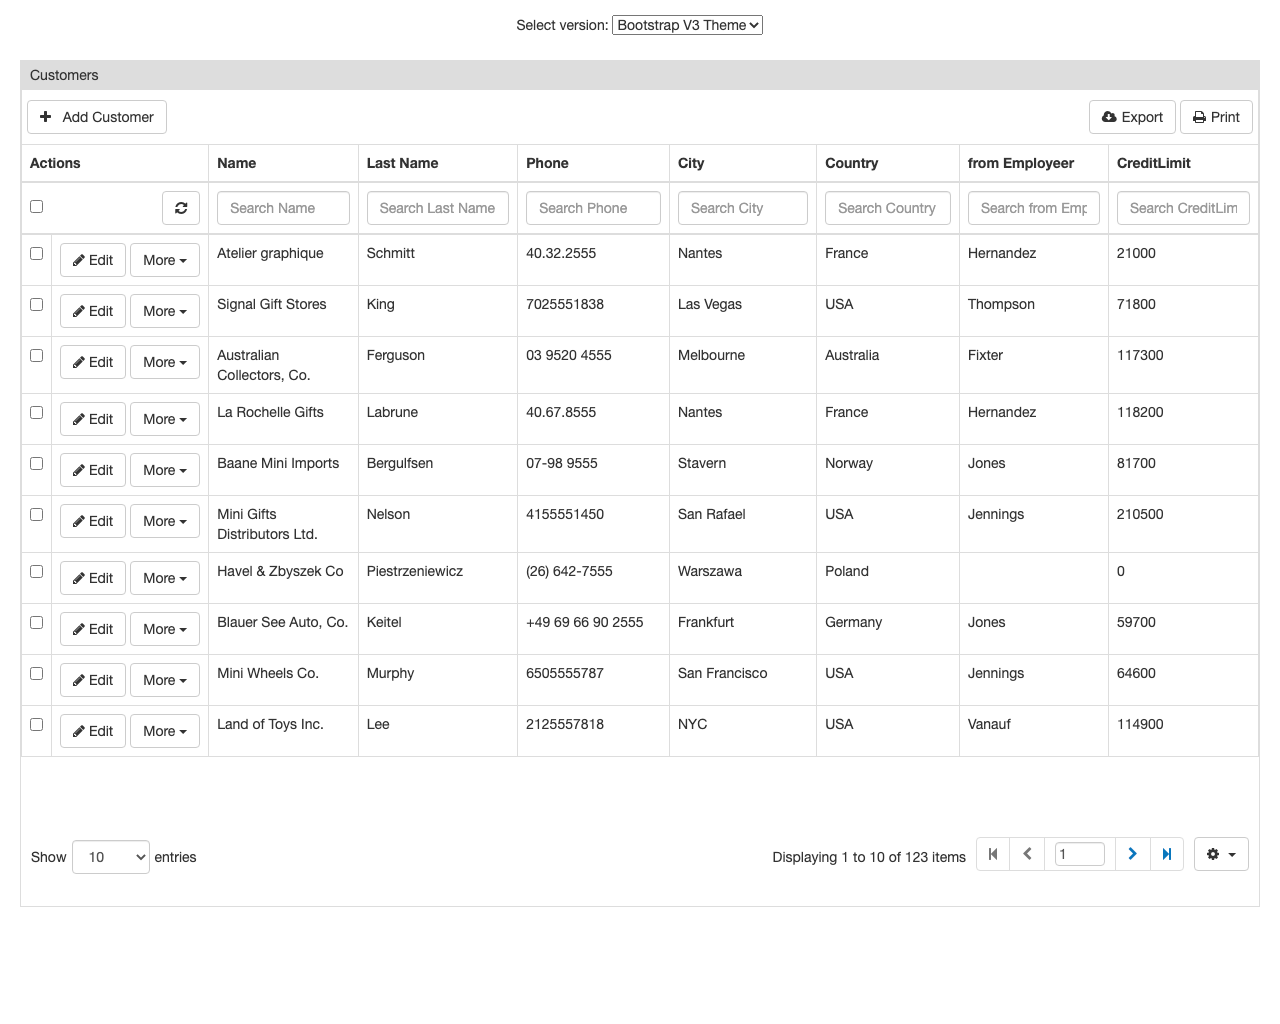 Select version: Bootstrap V3 Theme
Customers
Add Customer Export Print
Actions Name Last Name Phone City Country from Employeer CreditLimit
Search Name Search Last Name Search Phone Search City Search Country Search from Emp Search CreditLim
Edit More Atelier graphique Schmitt 40.32.2555 Nantes France Hernandez 21000
Edit More Signal Gift Stores King 7025551838 Las Vegas USA Thompson 71800
Edit More Australian Ferguson 03 9520 4555 Melbourne Australia Fixter 117300
Collectors, Co.
Edit More La Rochelle Gifts Labrune 40.67.8555 Nantes France Hernandez 118200
Edit More Baane Mini Imports Bergulfsen 07-98 9555 Stavern Norway Jones 81700
Edit More Mini Gifts Nelson 4155551450 San Rafael USA Jennings 210500
Distributors Ltd.
Edit More Havel & Zbyszek Co Piestrzeniewicz (26) 642-7555 Warszawa Poland 0
Edit More Blauer See Auto, Co. Keitel +49 69 66 90 2555 Frankfurt Germany Jones 59700
Edit More Mini Wheels Co. Murphy 6505555787 San Francisco USA Jennings 64600
Edit More Land of Toys Inc. Lee 2125557818 NYC USA Vanauf 114900
Show 10 entries Displaying 1 to 10 of 123 items 1